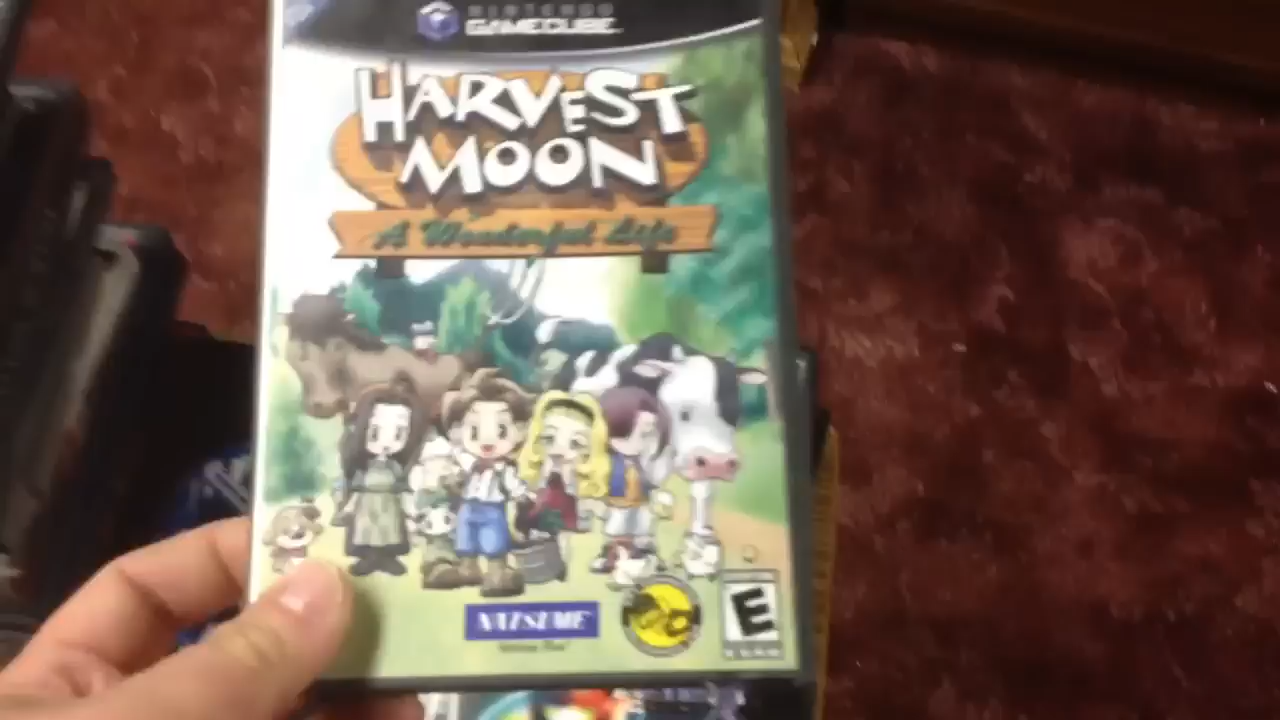 NINTENDO
GAMECUBE
HARVEST
MOON
A Wonderful Life
NATSUME
E